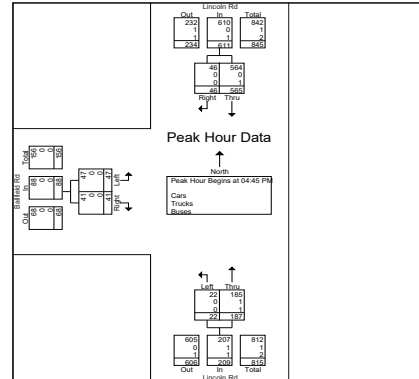 Lincoln Rd
Out In Total
232 610 842
1 0 1
1 1 2
234 611 845
46 564
0 0
0 1
46 565
Right Thru
Peak Hour Data
North
Peak Hour Begins at 04:45 PM
Cars
Trucks
Buses
Ballfield Rd
Out In Total
68 88 156
0 0 0
0 0 0
68 88 156
Left
47
0
0
47
Right
41
0
0
41
Left Thru
22 185
0 1
0 1
22 187
605 207 812
0 1 1
1 1 2
606 209 815
Out In Total
Lincoln Rd